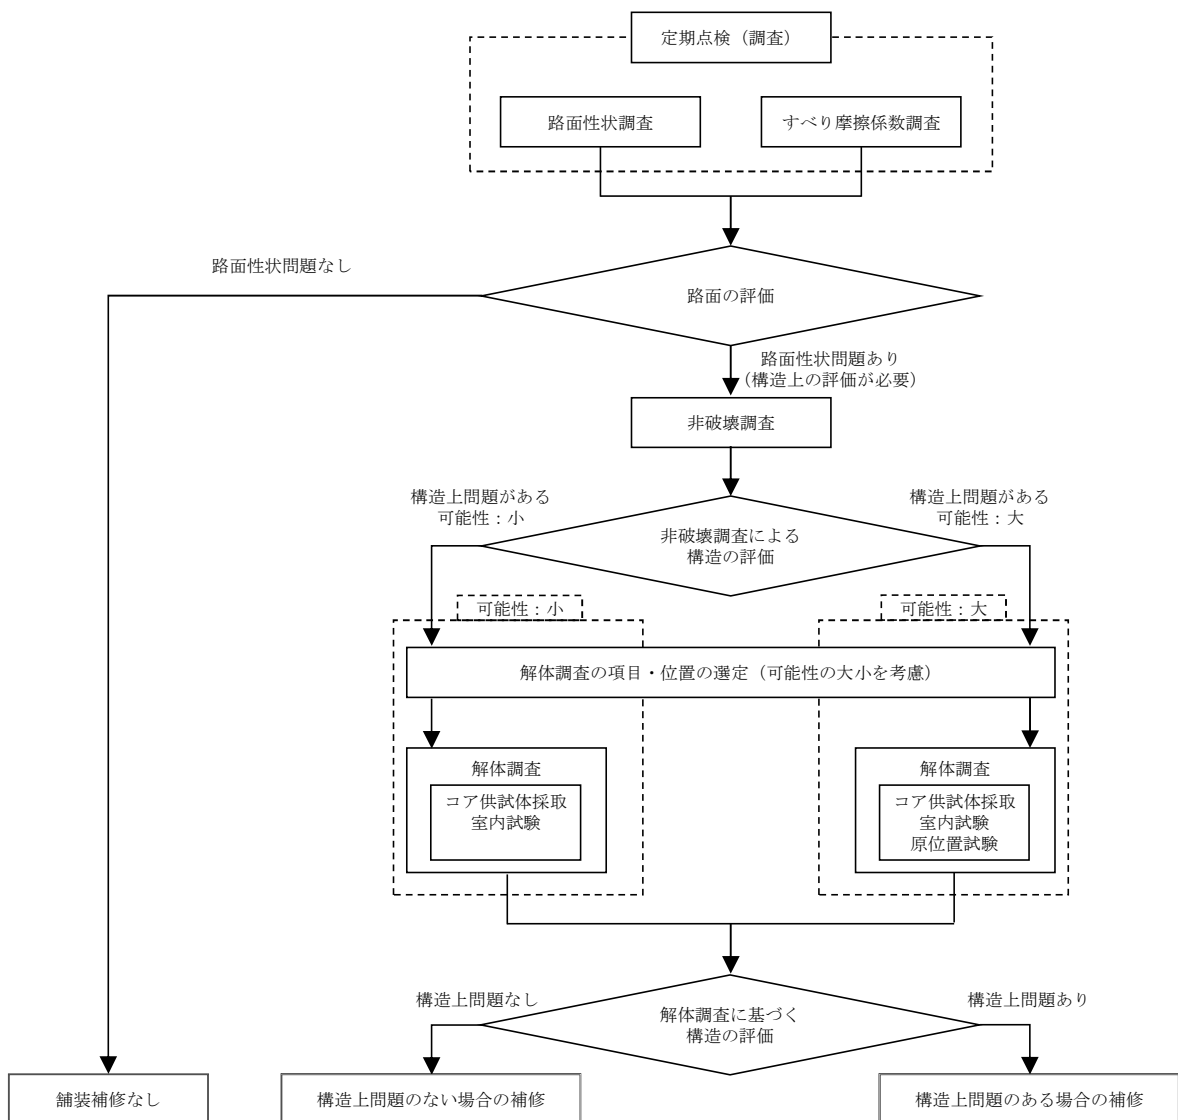 定期点検（調査）
路面性状調査
すべり摩擦係数調査
路面性状問題なし
路面の評価
路面性状問題あり
（構造上の評価が必要）
非破壊調査
構造上問題がある
可能性：小
構造上問題がある
可能性：大
非破壊調査による
構造の評価
可能性：小
可能性：大
解体調査の項目・位置の選定（可能性の大小を考慮）
解体調査
コア供試体採取
室内試験
解体調査
コア供試体採取
室内試験
原位置試験
構造上問題なし
構造上問題あり
解体調査に基づく
構造の評価
舗装補修なし
構造上問題のない場合の補修
構造上問題のある場合の補修